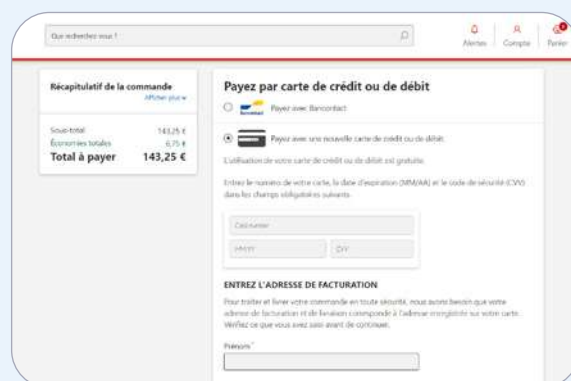 Que recherchez-vous ?
Alertes
Compte
Panier
Récapitulatif de la commande
Afficher plus
Sous-total 143,25 €
Économies totales 6,75 €
Total à payer 143,25 €
Payez par carte de crédit ou de débit
Bancontact
Payez avec Bancontact
Payez avec une nouvelle carte de crédit ou de débit
L'utilisation de votre carte de crédit ou de débit est gratuite.
Entrez le numéro de votre carte, la date d'expiration (MM/AA) et le code de sécurité (CVV)
dans les champs obligatoires suivants.
Card number
MM/YY
CVV
ENTREZ L'ADRESSE DE FACTURATION
Pour traiter et livrer votre commande en toute sécurité, nous avons besoin que votre
adresse de facturation et de livraison corresponde à l'adresse enregistrée sur votre carte.
Vérifiez ce que vous avez saisi avant de continuer.
Prénom *